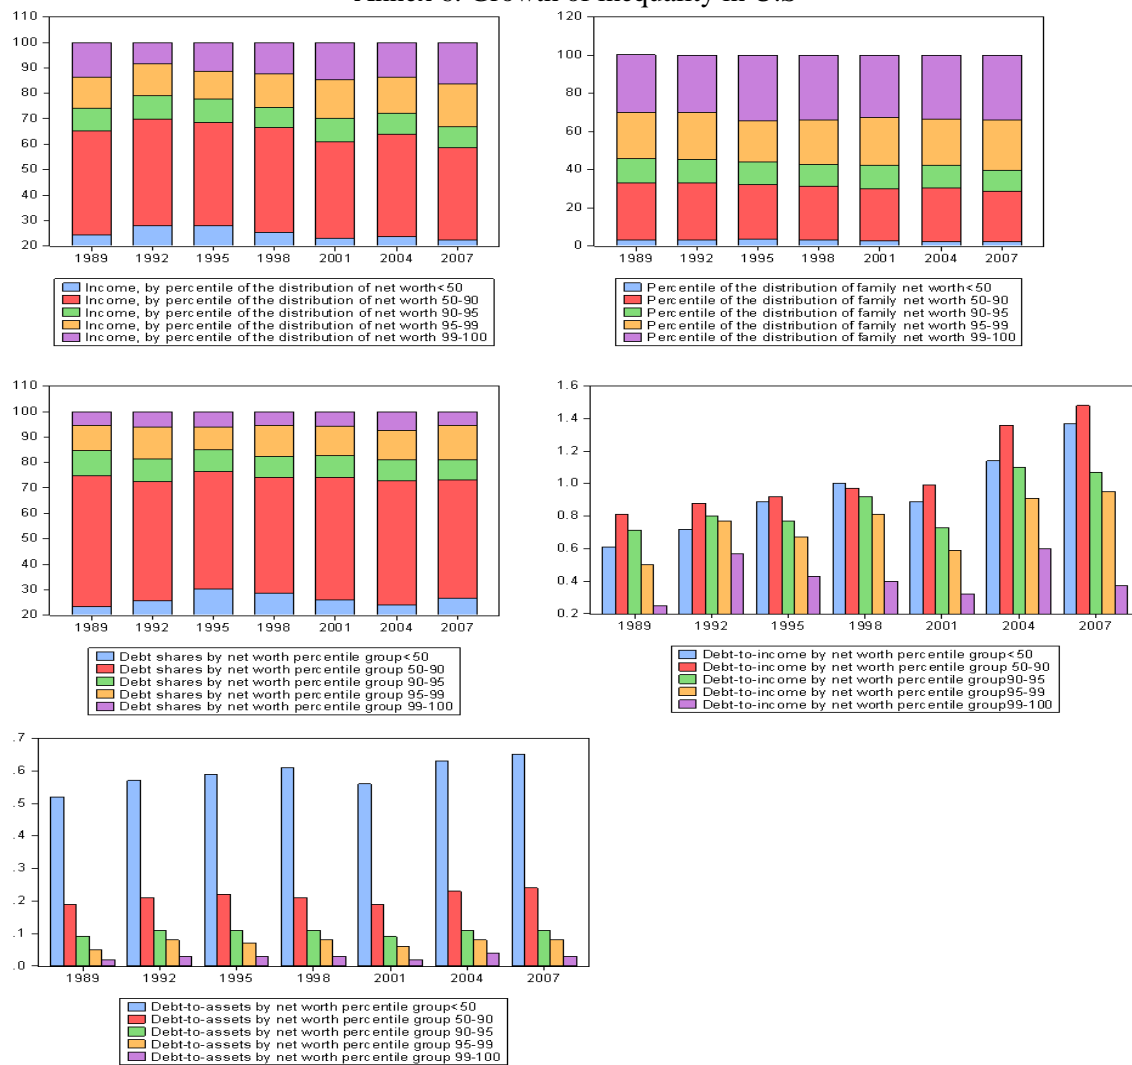 Annex 6: Growth of inequality in U.S
110
100
90
80
70
60
50
40
30
20
1989 1992 1995 1998 2001 2004 2007
Income, by percentile of the distribution of net worth<50
Income, by percentile of the distribution of net worth 50-90
Income, by percentile of the distribution of net worth 90-95
Income, by percentile of the distribution of net worth 95-99
Income, by percentile of the distribution of net worth 99-100
120
100
80
60
40
20
0
1989 1992 1995 1998 2001 2004 2007
Percentile of the distribution of family net worth<50
Percentile of the distribution of family net worth 50-90
Percentile of the distribution of family net worth 90-95
Percentile of the distribution of family net worth 95-99
Percentile of the distribution of family net worth 99-100
110
100
90
80
70
60
50
40
30
20
1989 1992 1995 1998 2001 2004 2007
Debt shares by net worth percentile group<50
Debt shares by net worth percentile group 50-90
Debt shares by net worth percentile group 90-95
Debt shares by net worth percentile group 95-99
Debt shares by net worth percentile group 99-100
1.6
1.4
1.2
1.0
0.8
0.6
0.4
0.2
1989 1992 1995 1998 2001 2004 2007
Debt-to-income by net worth percentile group<50
Debt-to-income by net worth percentile group 50-90
Debt-to-income by net worth percentile group90-95
Debt-to-income by net worth percentile group95-99
Debt-to-income by net worth percentile group99-100
.7
.6
.5
.4
.3
.2
.1
.0
1989 1992 1995 1998 2001 2004 2007
Debt-to-assets by net worth percentile group<50
Debt-to-assets by net worth percentile group 50-90
Debt-to-assets by net worth percentile group 90-95
Debt-to-assets by net worth percentile group 95-99
Debt-to-assets by net worth percentile group 99-100